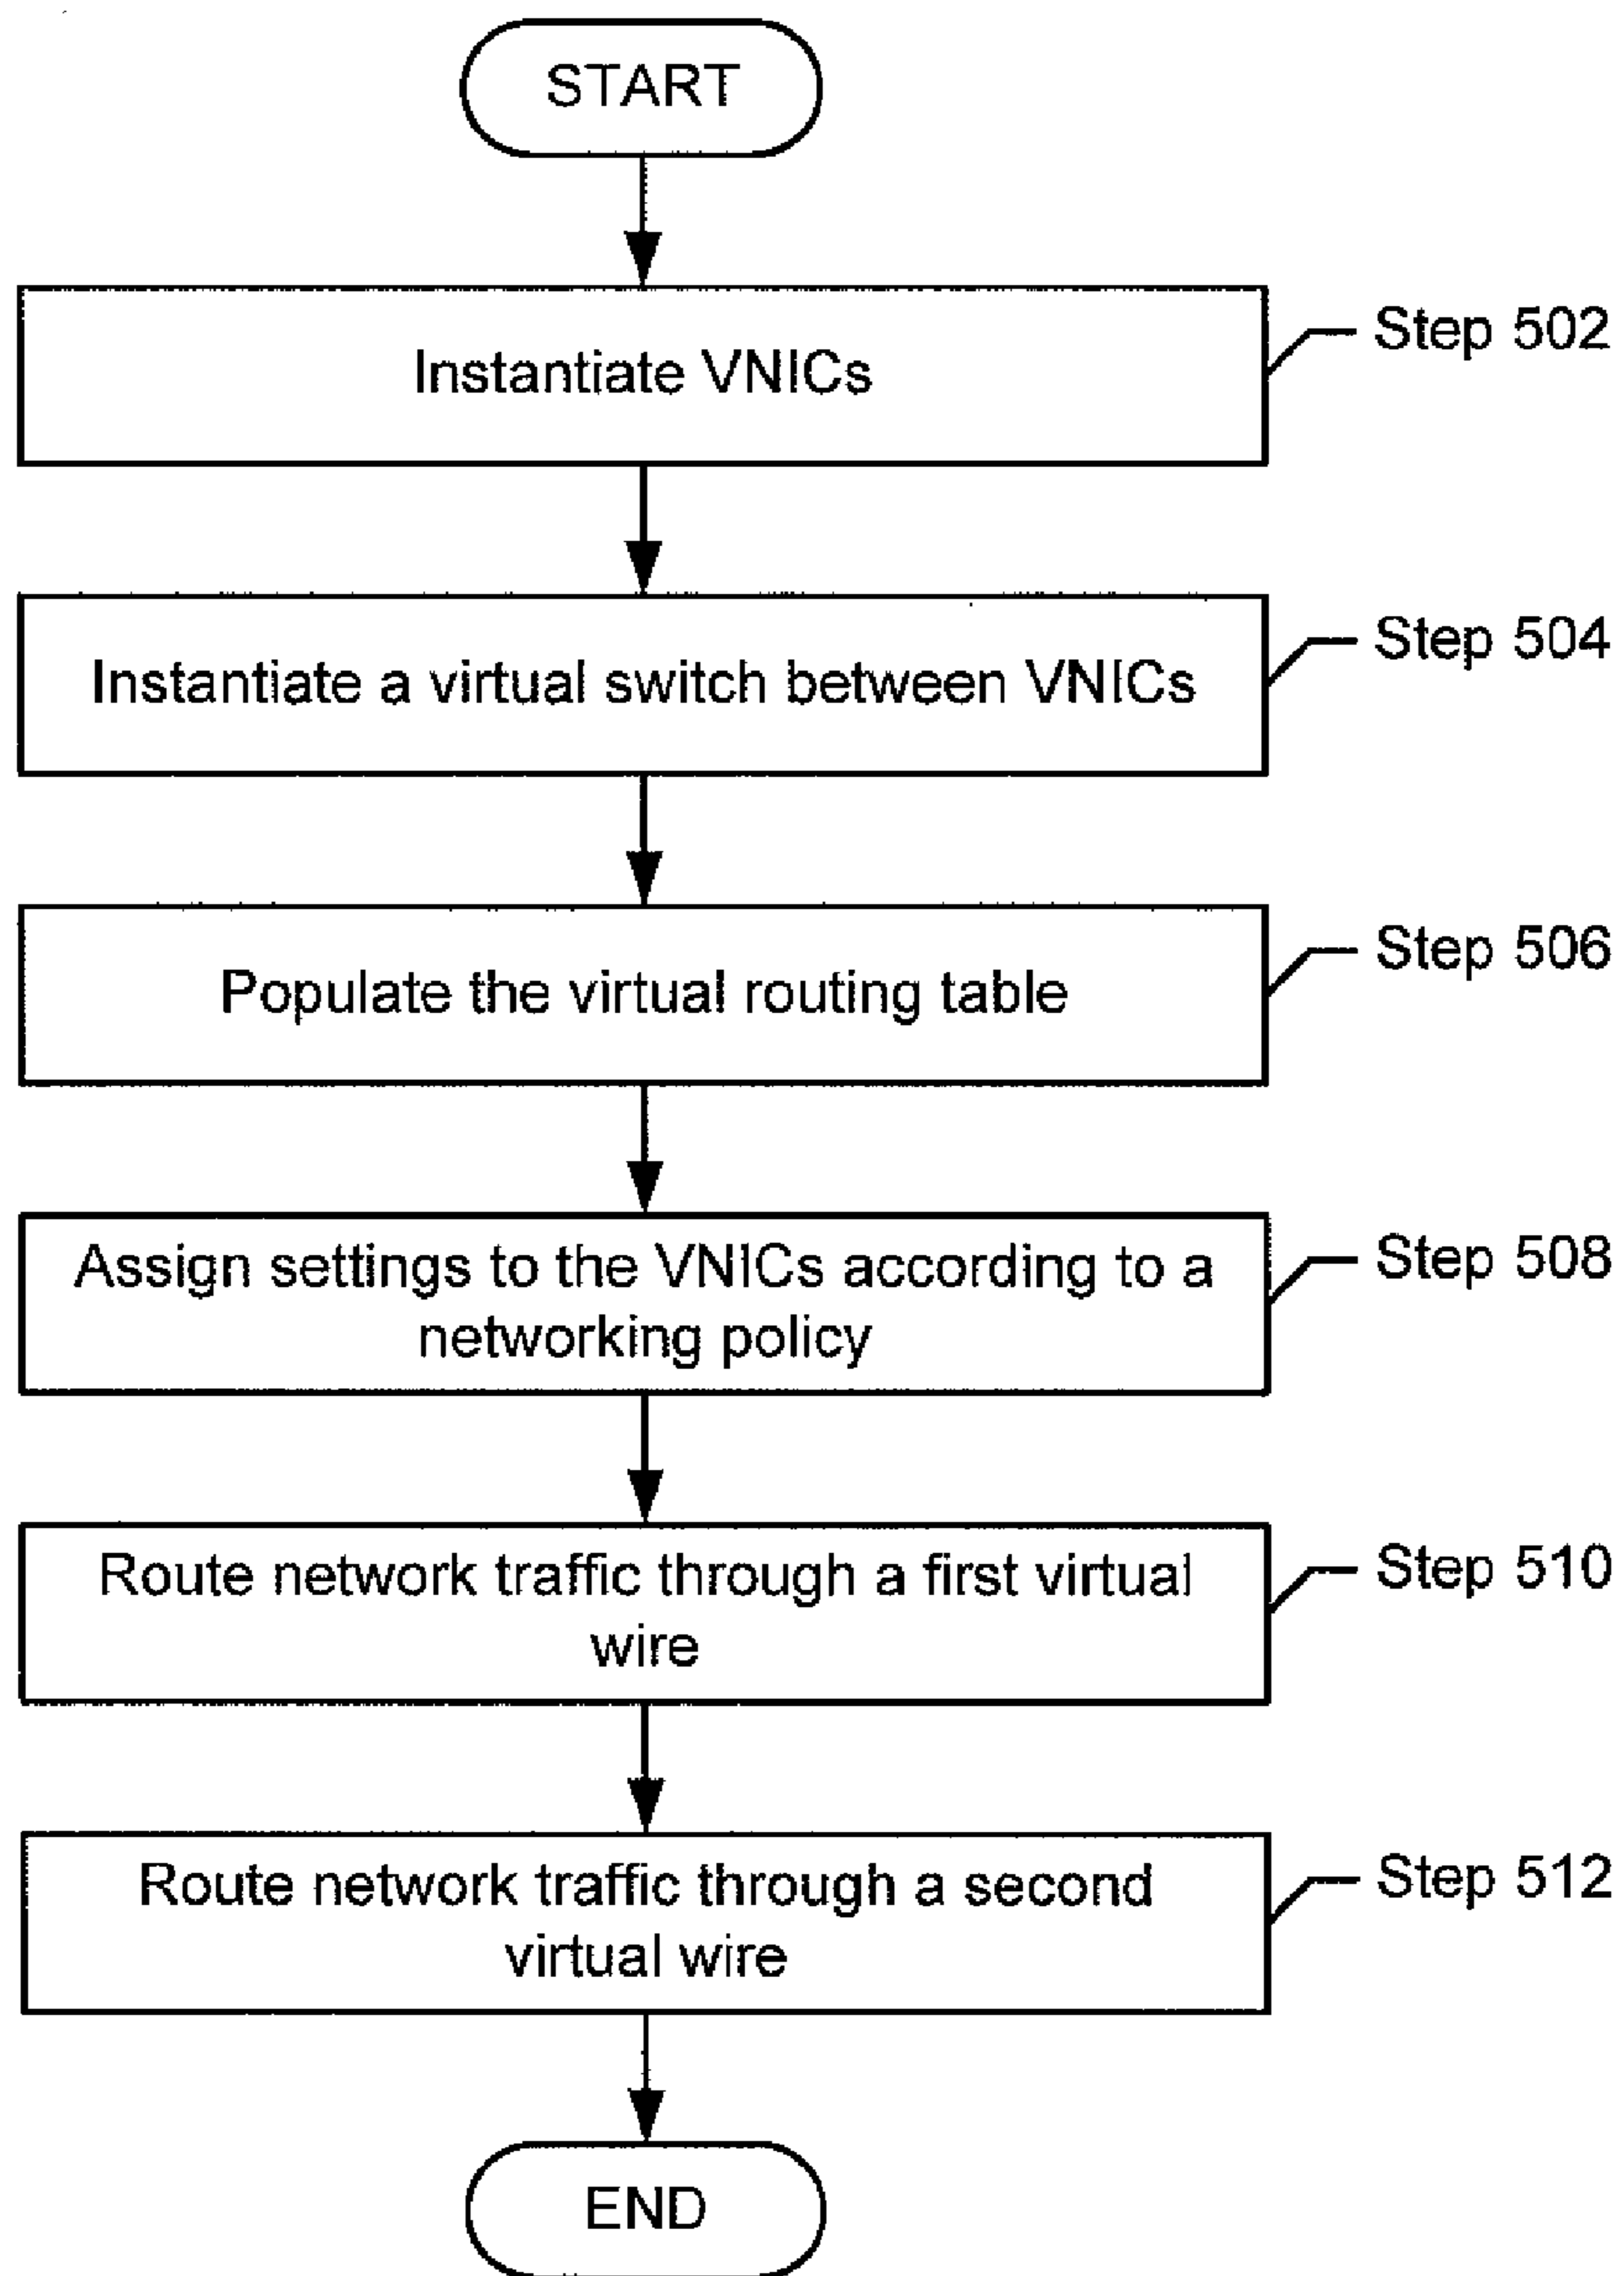 START
Instantiate VNICs
Step 502
Instantiate a virtual switch between VNICs
Step 504
Populate the virtual routing table
Step 506
Assign settings to the VNICs according to a
networking policy
Step 508
Route network traffic through a first virtual
wire
Step 510
Route network traffic through a second
virtual wire
Step 512
END